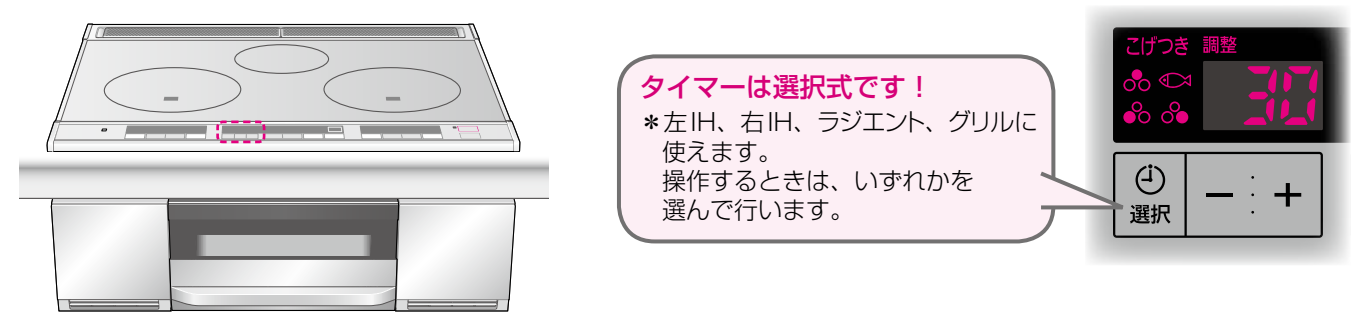 タイマーは選択式です！
＊左IH、右IH、ラジエント、グリルに
使えます。
操作するときは、いずれかを
選んで行います。
こげつき 調整
30
選択
− +